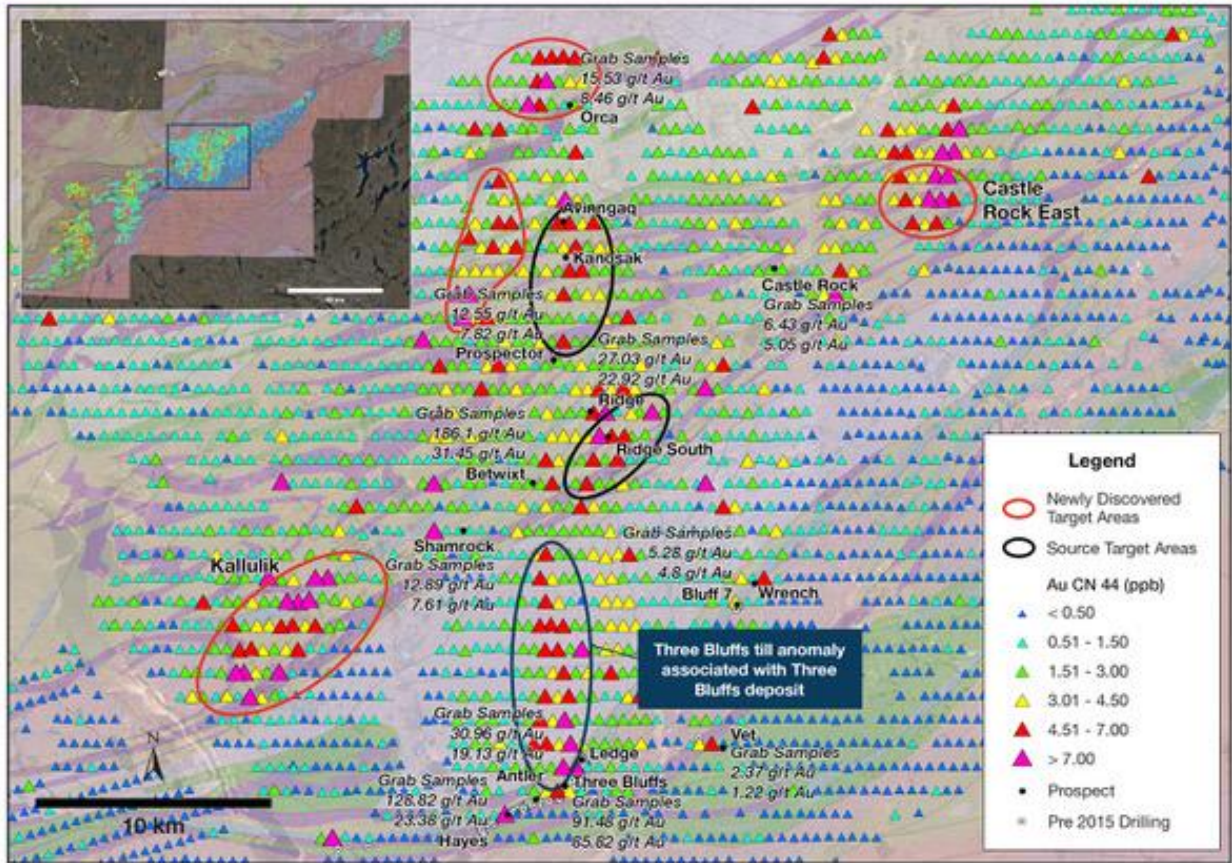 Grab Samples
15.53 g/t Au
8.46 g/t Au
Orca
Castle
Rock East
Avinngaq
Kanosak
Castle Rock
Grab Samples
6.43 g/t Au
5.05 g/t Au
Grab Samples
12.55 g/t Au
7.82 g/t Au
Prospector
Grab Samples
27.03 g/t Au
22.92 g/t Au
Ridge
Grab Samples
186.1 g/t Au
31.45 g/t Au
Ridge South
Betwixt
Shamrock
Grab Samples
12.89 g/t Au
7.61 g/t Au
Grab Samples
5.28 g/t Au
4.8 g/t Au
Wrench
Bluff 7
Kallulik
Three Bluffs till anomaly
associated with Three
Bluffs deposit
Grab Samples
30.96 g/t Au
19.13 g/t Au
Ledge
Vet
Grab Samples
2.37 g/t Au
1.22 g/t Au
Antler
Grab Samples
128.82 g/t Au
23.38 g/t Au
Hayes
Three Bluffs
Grab Samples
91.48 g/t Au
65.82 g/t Au
N
10 km
Legend
Newly Discovered
Target Areas
Source Target Areas
Au CN 44 (ppb)
< 0.50
0.51 - 1.50
1.51 - 3.00
3.01 - 4.50
4.51 - 7.00
> 7.00
Prospect
Pre 2015 Drilling